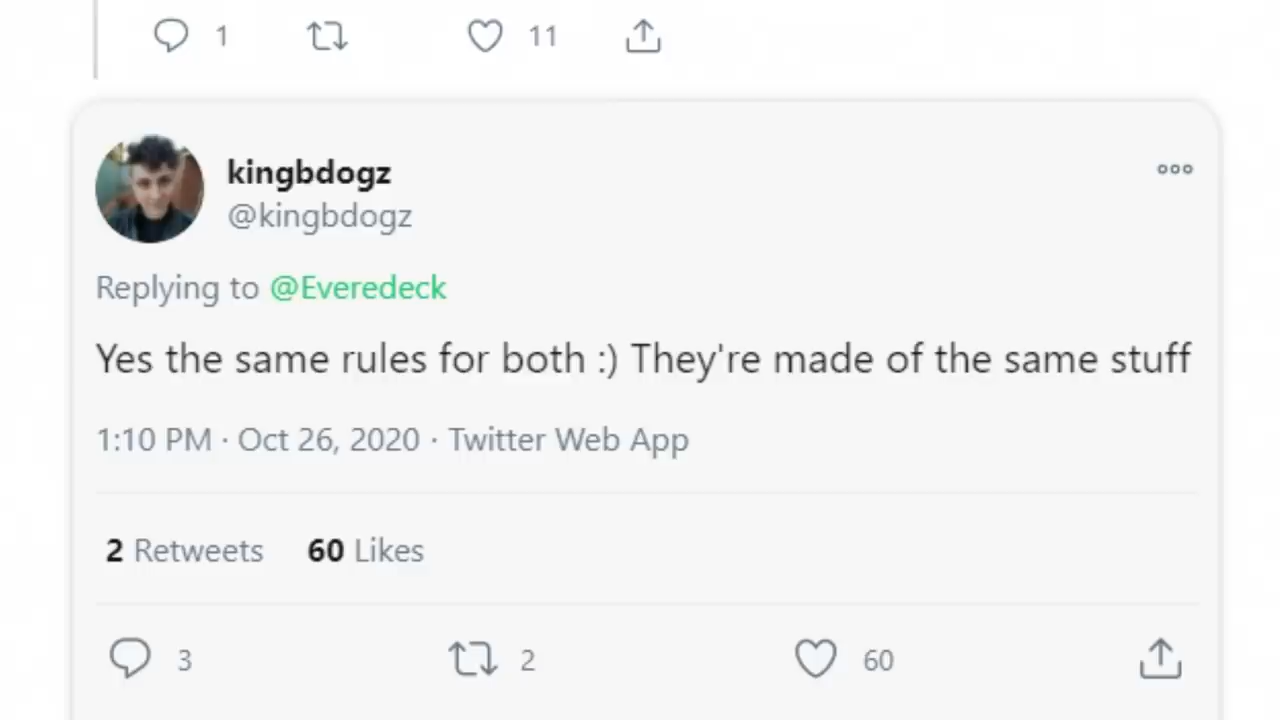 1 11
kingbdogz
@kingbdogz
Replying to @Everedeck
Yes the same rules for both :) They're made of the same stuff
1:10 PM · Oct 26, 2020 · Twitter Web App
2 Retweets 60 Likes
3 2 60